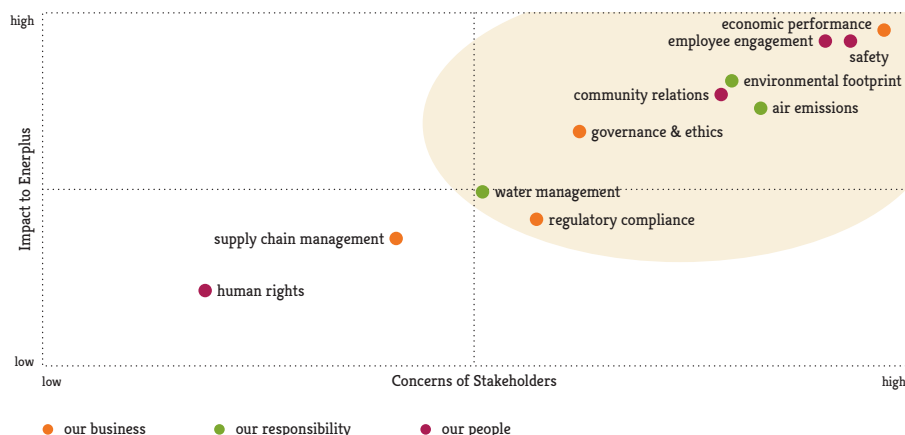 high
economic performance
employee engagement
safety
environmental footprint
community relations
air emissions
governance & ethics
Impact to Enerplus
water management
regulatory compliance
supply chain management
human rights
low
low
Concerns of Stakeholders
high
our business
our responsibility
our people